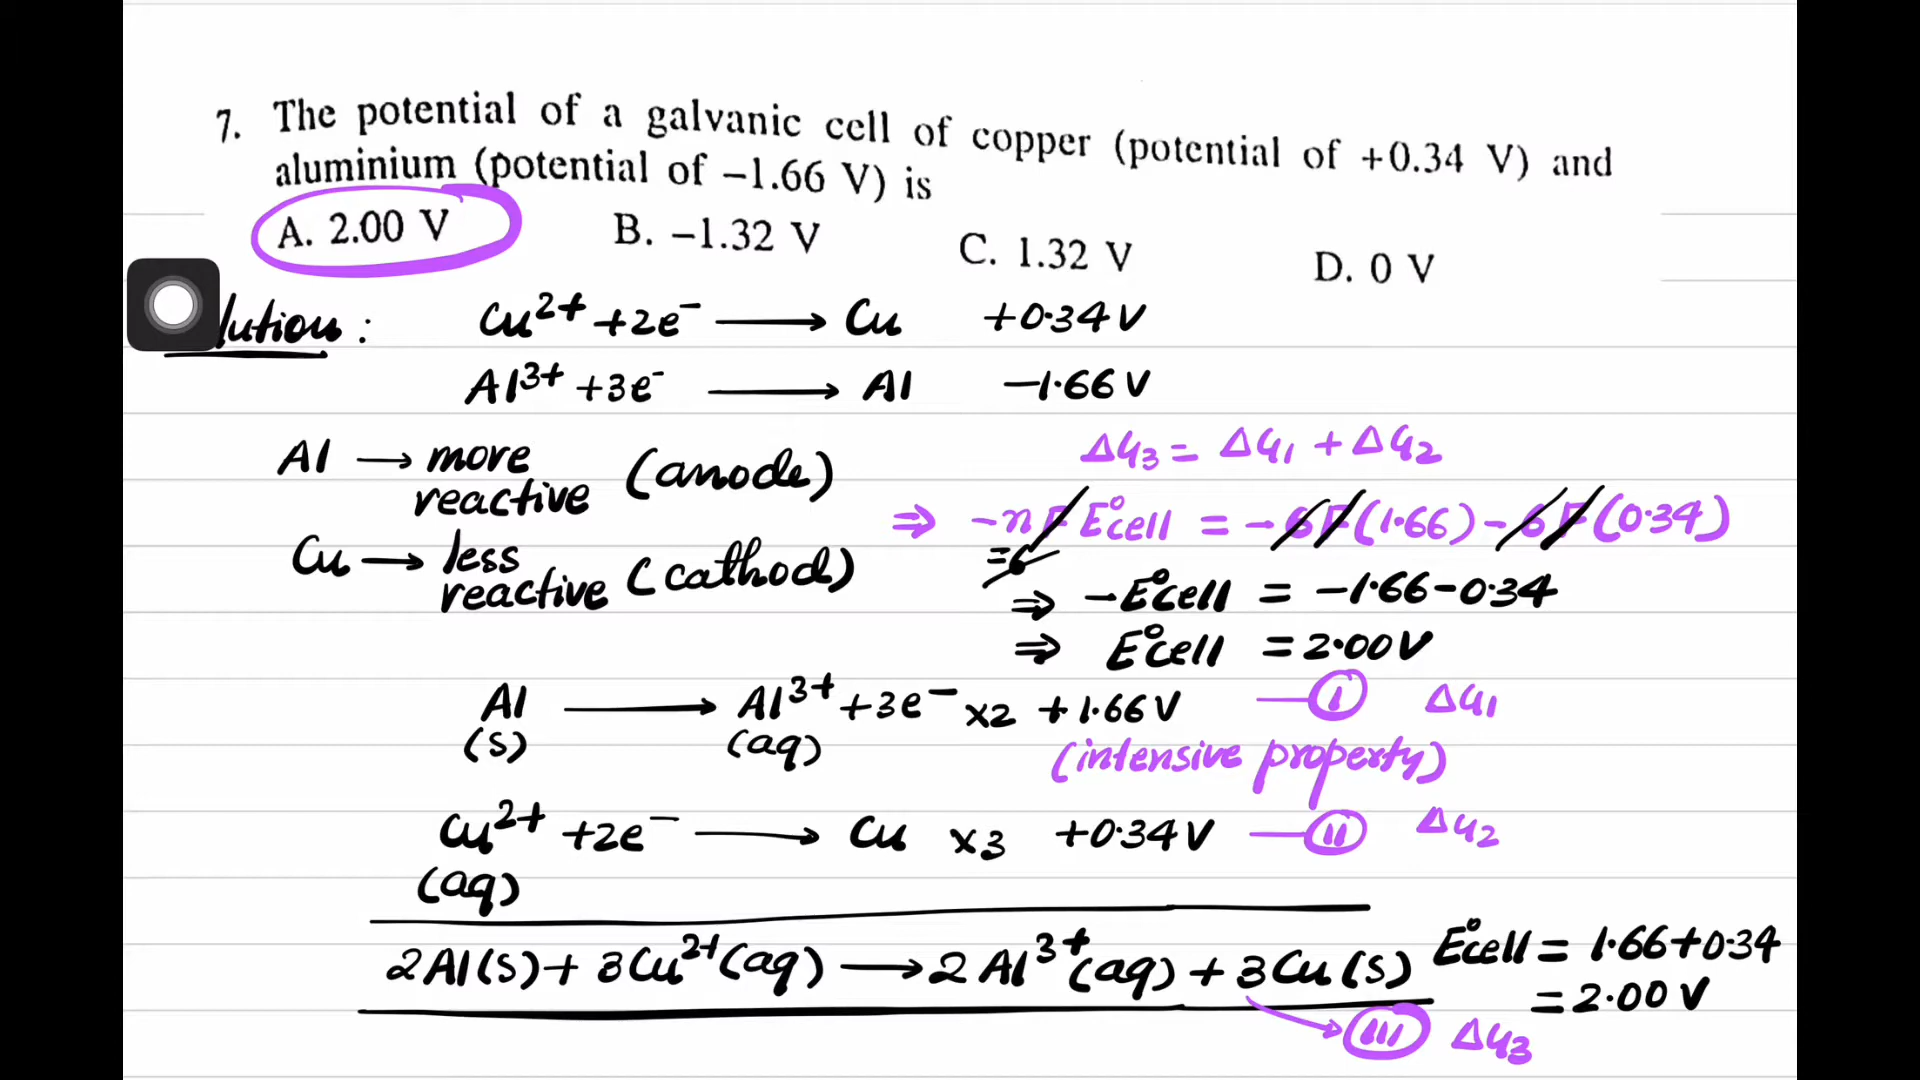 7. The potential of a galvanic cell of copper (potential of +0.34 V) and
aluminium (potential of −1.66 V) is
A. 2.00 V B. −1.32 V C. 1.32 V D. 0 V
lution :
Cu²⁺ + 2e⁻ ⟶ Cu +0.34 V
Al³⁺ + 3e⁻ ⟶ Al −1.66 V
ΔG₃ = ΔG₁ + ΔG₂
Al → more reactive (anode)
⇒ −nFE°cell = −6F(1.66) − 6F(0.34)
=6
Cu → less reactive (cathod)
⇒ −E°cell = −1.66−0.34
⇒ E°cell = 2.00V
Al (s) ⟶ Al³⁺ (aq) + 3e⁻ ×2 +1.66 V — I ΔG₁
(intensive property)
Cu²⁺ (aq) + 2e⁻ ⟶ Cu ×3 +0.34 V — II ΔG₂
2Al(s) + 3Cu²⁺(aq) ⟶ 2Al³⁺(aq) + 3Cu(s) E°cell = 1.66+0.34
= 2.00 V
III ΔG₃